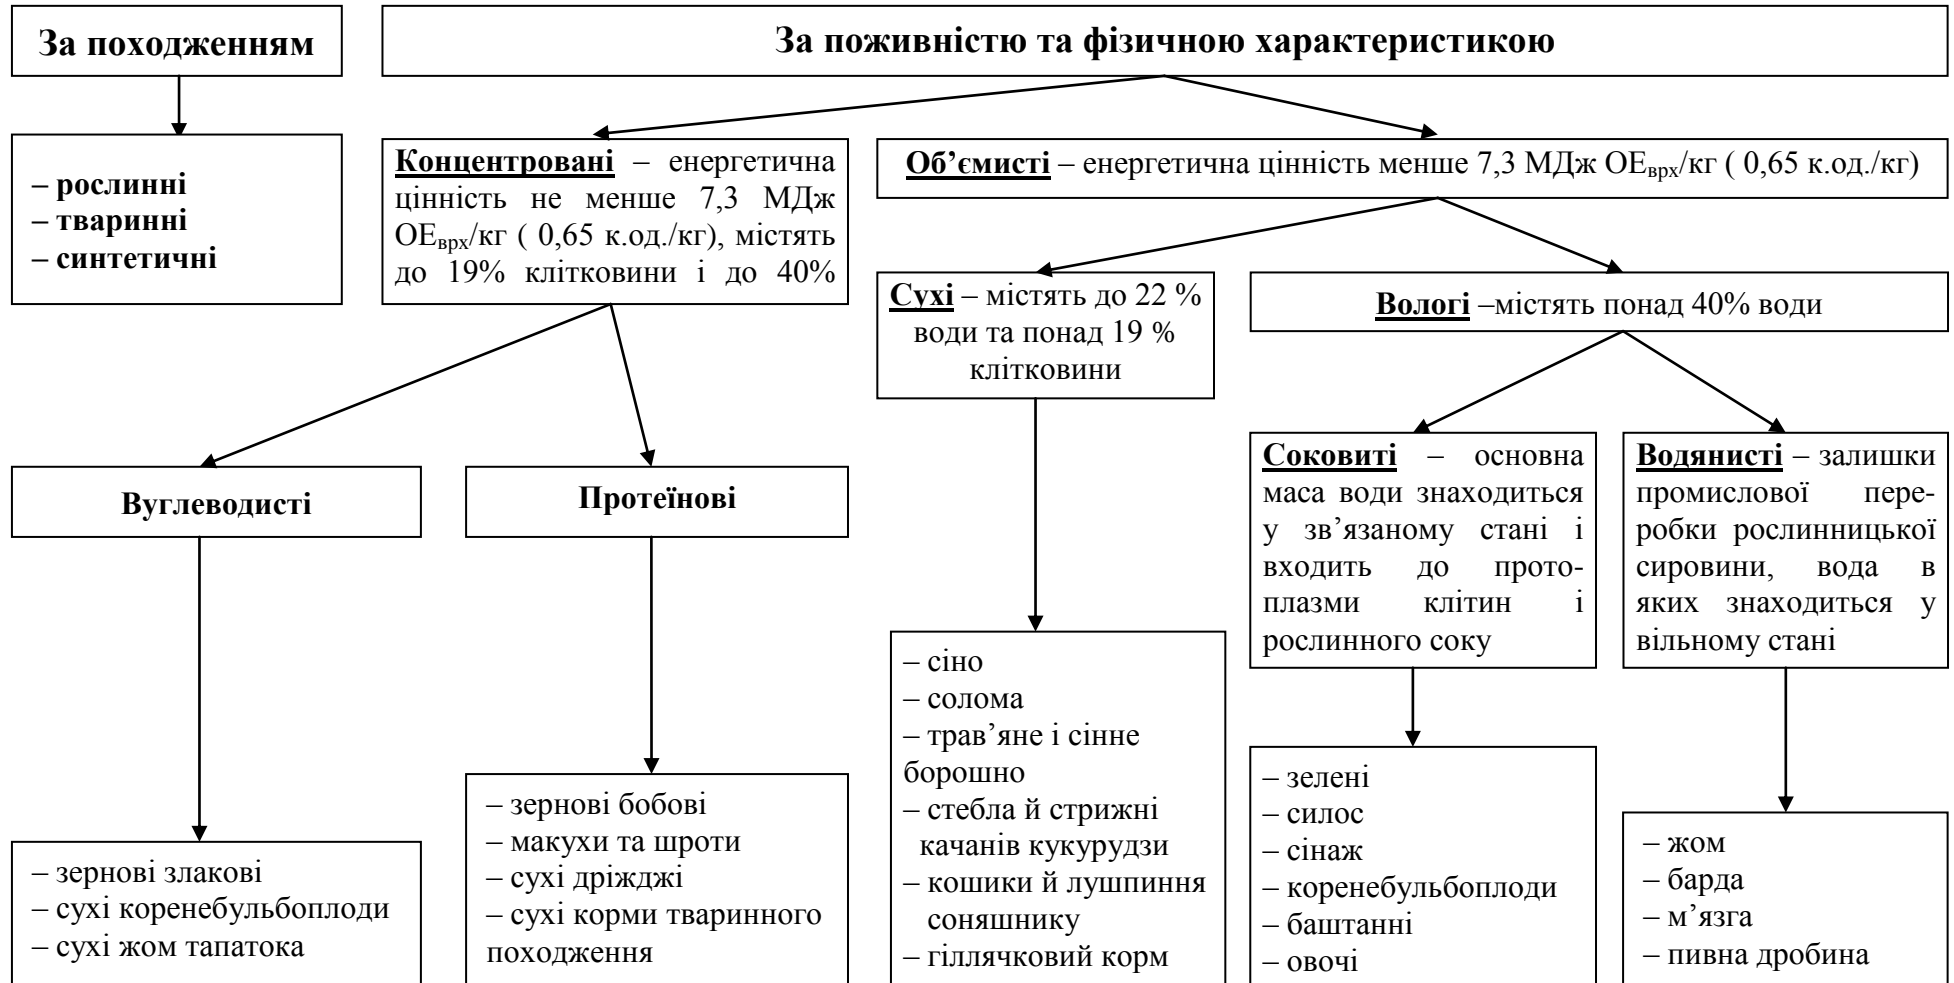 За походженням
За поживністю та фізичною характеристикою
– рослинні
– тваринні
– синтетичні
Концентровані – енергетична
цінність не менше 7,3 МДж
ОЕврх/кг ( 0,65 к.од./кг), містять
до 19% клітковини і до 40%
Об’ємисті – енергетична цінність менше 7,3 МДж ОЕврх/кг ( 0,65 к.од./кг)
Сухі – містять до 22 %
води та понад 19 %
клітковини
Вологі –містять понад 40% води
Вуглеводисті
Протеїнові
Соковиті – основна
маса води знаходиться
у зв’язаному стані і
входить до прото-
плазми клітин і
рослинного соку
Водянисті – залишки
промислової пере-
робки рослинницької
сировини, вода в
яких знаходиться у
вільному стані
– зернові злакові
– сухі коренебульбоплоди
– сухі жом тапатока
– зернові бобові
– макухи та шроти
– сухі дріжджі
– сухі корми тваринного
походження
– сіно
– солома
– трав’яне і сінне
борошно
– стебла й стрижні
качанів кукурудзи
– кошики й лушпиння
соняшнику
– гіллячковий корм
– зелені
– силос
– сінаж
– коренебульбоплоди
– баштанні
– овочі
– жом
– барда
– м’язга
– пивна дробина